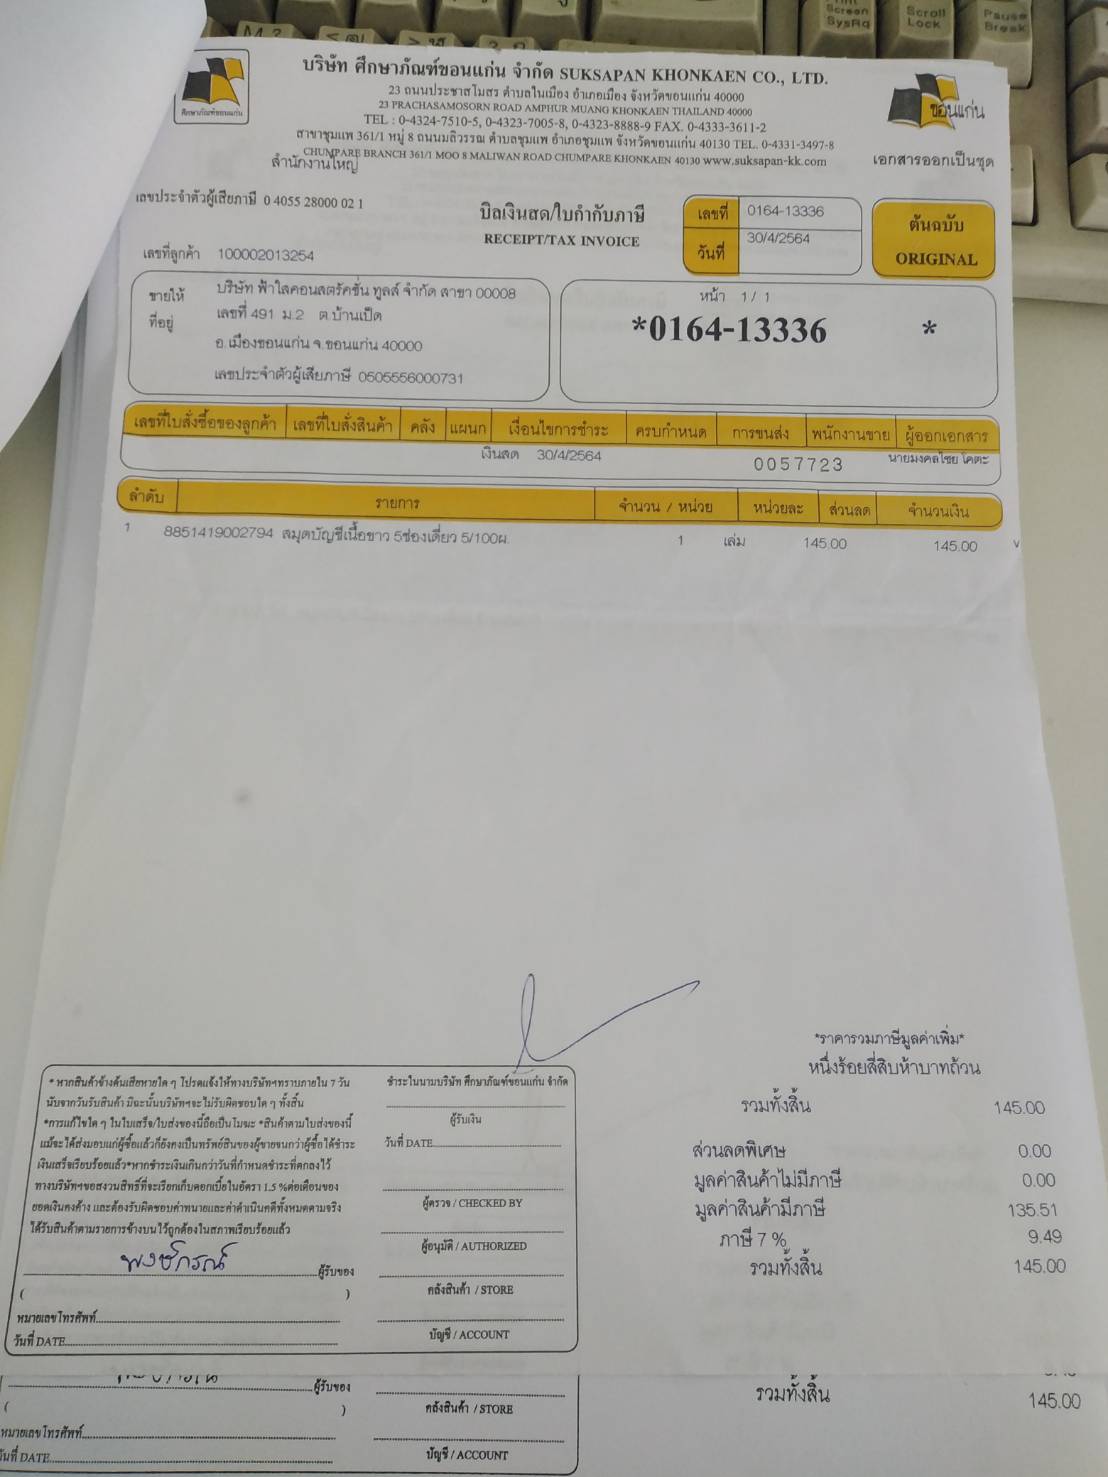 บริษัท ศึกษาภัณฑ์ขอนแก่น จำกัด SUKSAPAN KHONKAEN CO., LTD.
23 ถนนประชาสโมสร ตำบลในเมือง อำเภอเมือง จังหวัดขอนแก่น 40000
23 PRACHASAMOSORN ROAD AMPHUR MUANG KHONKAEN THAILAND 40000
TEL : 0-4324-7510-5, 0-4323-7005-8, 0-4323-8888-9 FAX. 0-4333-3611-2
สาขาชุมแพ 361/1 หมู่ 8 ถนนมลิวรรณ ตำบลชุมแพ อำเภอชุมแพ จังหวัดขอนแก่น 40130 TEL. 0-4331-3497-8
CHUMPARE BRANCH 361/1 MOO 8 MALIWAN ROAD CHUMPARE KHONKAEN 40130 www.suksapan-kk.com
สำนักงานใหญ่
ศึกษาภัณฑ์ขอนแก่น
ขอนแก่น
เอกสารออกเป็นชุด
เลขประจำตัวผู้เสียภาษี 0 4055 28000 02 1
บิลเงินสด/ใบกำกับภาษี
RECEIPT/TAX INVOICE
เลขที่ 0164-13336
วันที่ 30/4/2564
ต้นฉบับ
ORIGINAL
เลขที่ลูกค้า 100002013254
ขายให้ บริษัท ฟ้าใสคอนสตรัคชั่น ทูลส์ จำกัด สาขา 00008
ที่อยู่ เลขที่ 491 ม.2 ต.บ้านเป็ด
อ.เมืองขอนแก่น จ.ขอนแก่น 40000
เลขประจำตัวผู้เสียภาษี 0505556000731
หน้า 1 / 1
*0164-13336 *
เลขที่ใบสั่งซื้อของลูกค้า เลขที่ใบสั่งสินค้า คลัง แผนก เงื่อนไขการชำระ ครบกำหนด การขนส่ง พนักงานขาย ผู้ออกเอกสาร
เงินสด 30/4/2564 0057723 นายมงคลไชย โคตะ
ลำดับ รายการ จำนวน / หน่วย หน่วยละ ส่วนลด จำนวนเงิน
1 8851419002794 สมุดบัญชีเนื้อขาว 5ช่องเดี่ยว 5/100ผ. 1 เล่ม 145.00 145.00 V
*ราคารวมภาษีมูลค่าเพิ่ม*
หนึ่งร้อยสี่สิบห้าบาทถ้วน
รวมทั้งสิ้น 145.00
ส่วนลดพิเศษ 0.00
มูลค่าสินค้าไม่มีภาษี 0.00
มูลค่าสินค้ามีภาษี 135.51
ภาษี 7 % 9.49
รวมทั้งสิ้น 145.00
* หากสินค้าข้างต้นเสียหายใด ๆ โปรดแจ้งให้ทางบริษัทฯทราบภายใน 7 วัน
นับจากวันรับสินค้า มิฉะนั้นบริษัทฯจะไม่รับผิดชอบใด ๆ ทั้งสิ้น
*การแก้ไขใด ๆ ในใบเสร็จ/ใบส่งของนี้ถือเป็นโมฆะ *สินค้าตามใบส่งของนี้
แม้จะได้ส่งมอบแก่ผู้ซื้อแล้วก็ยังคงเป็นทรัพย์สินของผู้ขายจนกว่าผู้ซื้อได้ชำระ
เงินเสร็จเรียบร้อยแล้ว*หากชำระเงินเกินกว่าวันที่กำหนดชำระที่ตกลงไว้
ทางบริษัทฯขอสงวนสิทธิ์ที่จะเรียกเก็บดอกเบี้ยในอัตรา 1.5 %ต่อเดือนของ
ยอดเงินคงค้าง และต้องรับผิดชอบค่าทนายและค่าดำเนินคดีทั้งหมดตามจริง
ได้รับสินค้าตามรายการข้างบนไว้ถูกต้องในสภาพเรียบร้อยแล้ว
พงษ์กรณ์ ผู้รับของ
( )
หมายเลขโทรศัพท์
วันที่ DATE
ชำระในนามบริษัท ศึกษาภัณฑ์ขอนแก่น จำกัด
ผู้รับเงิน
วันที่ DATE
ผู้ตรวจ / CHECKED BY
ผู้อนุมัติ / AUTHORIZED
คลังสินค้า / STORE
บัญชี / ACCOUNT
ผู้รับของ
( )
หมายเลขโทรศัพท์
วันที่ DATE
คลังสินค้า / STORE
บัญชี / ACCOUNT
รวมทั้งสิ้น 145.00
Scroll
Lock
Pause
Break
Screen
SysRq